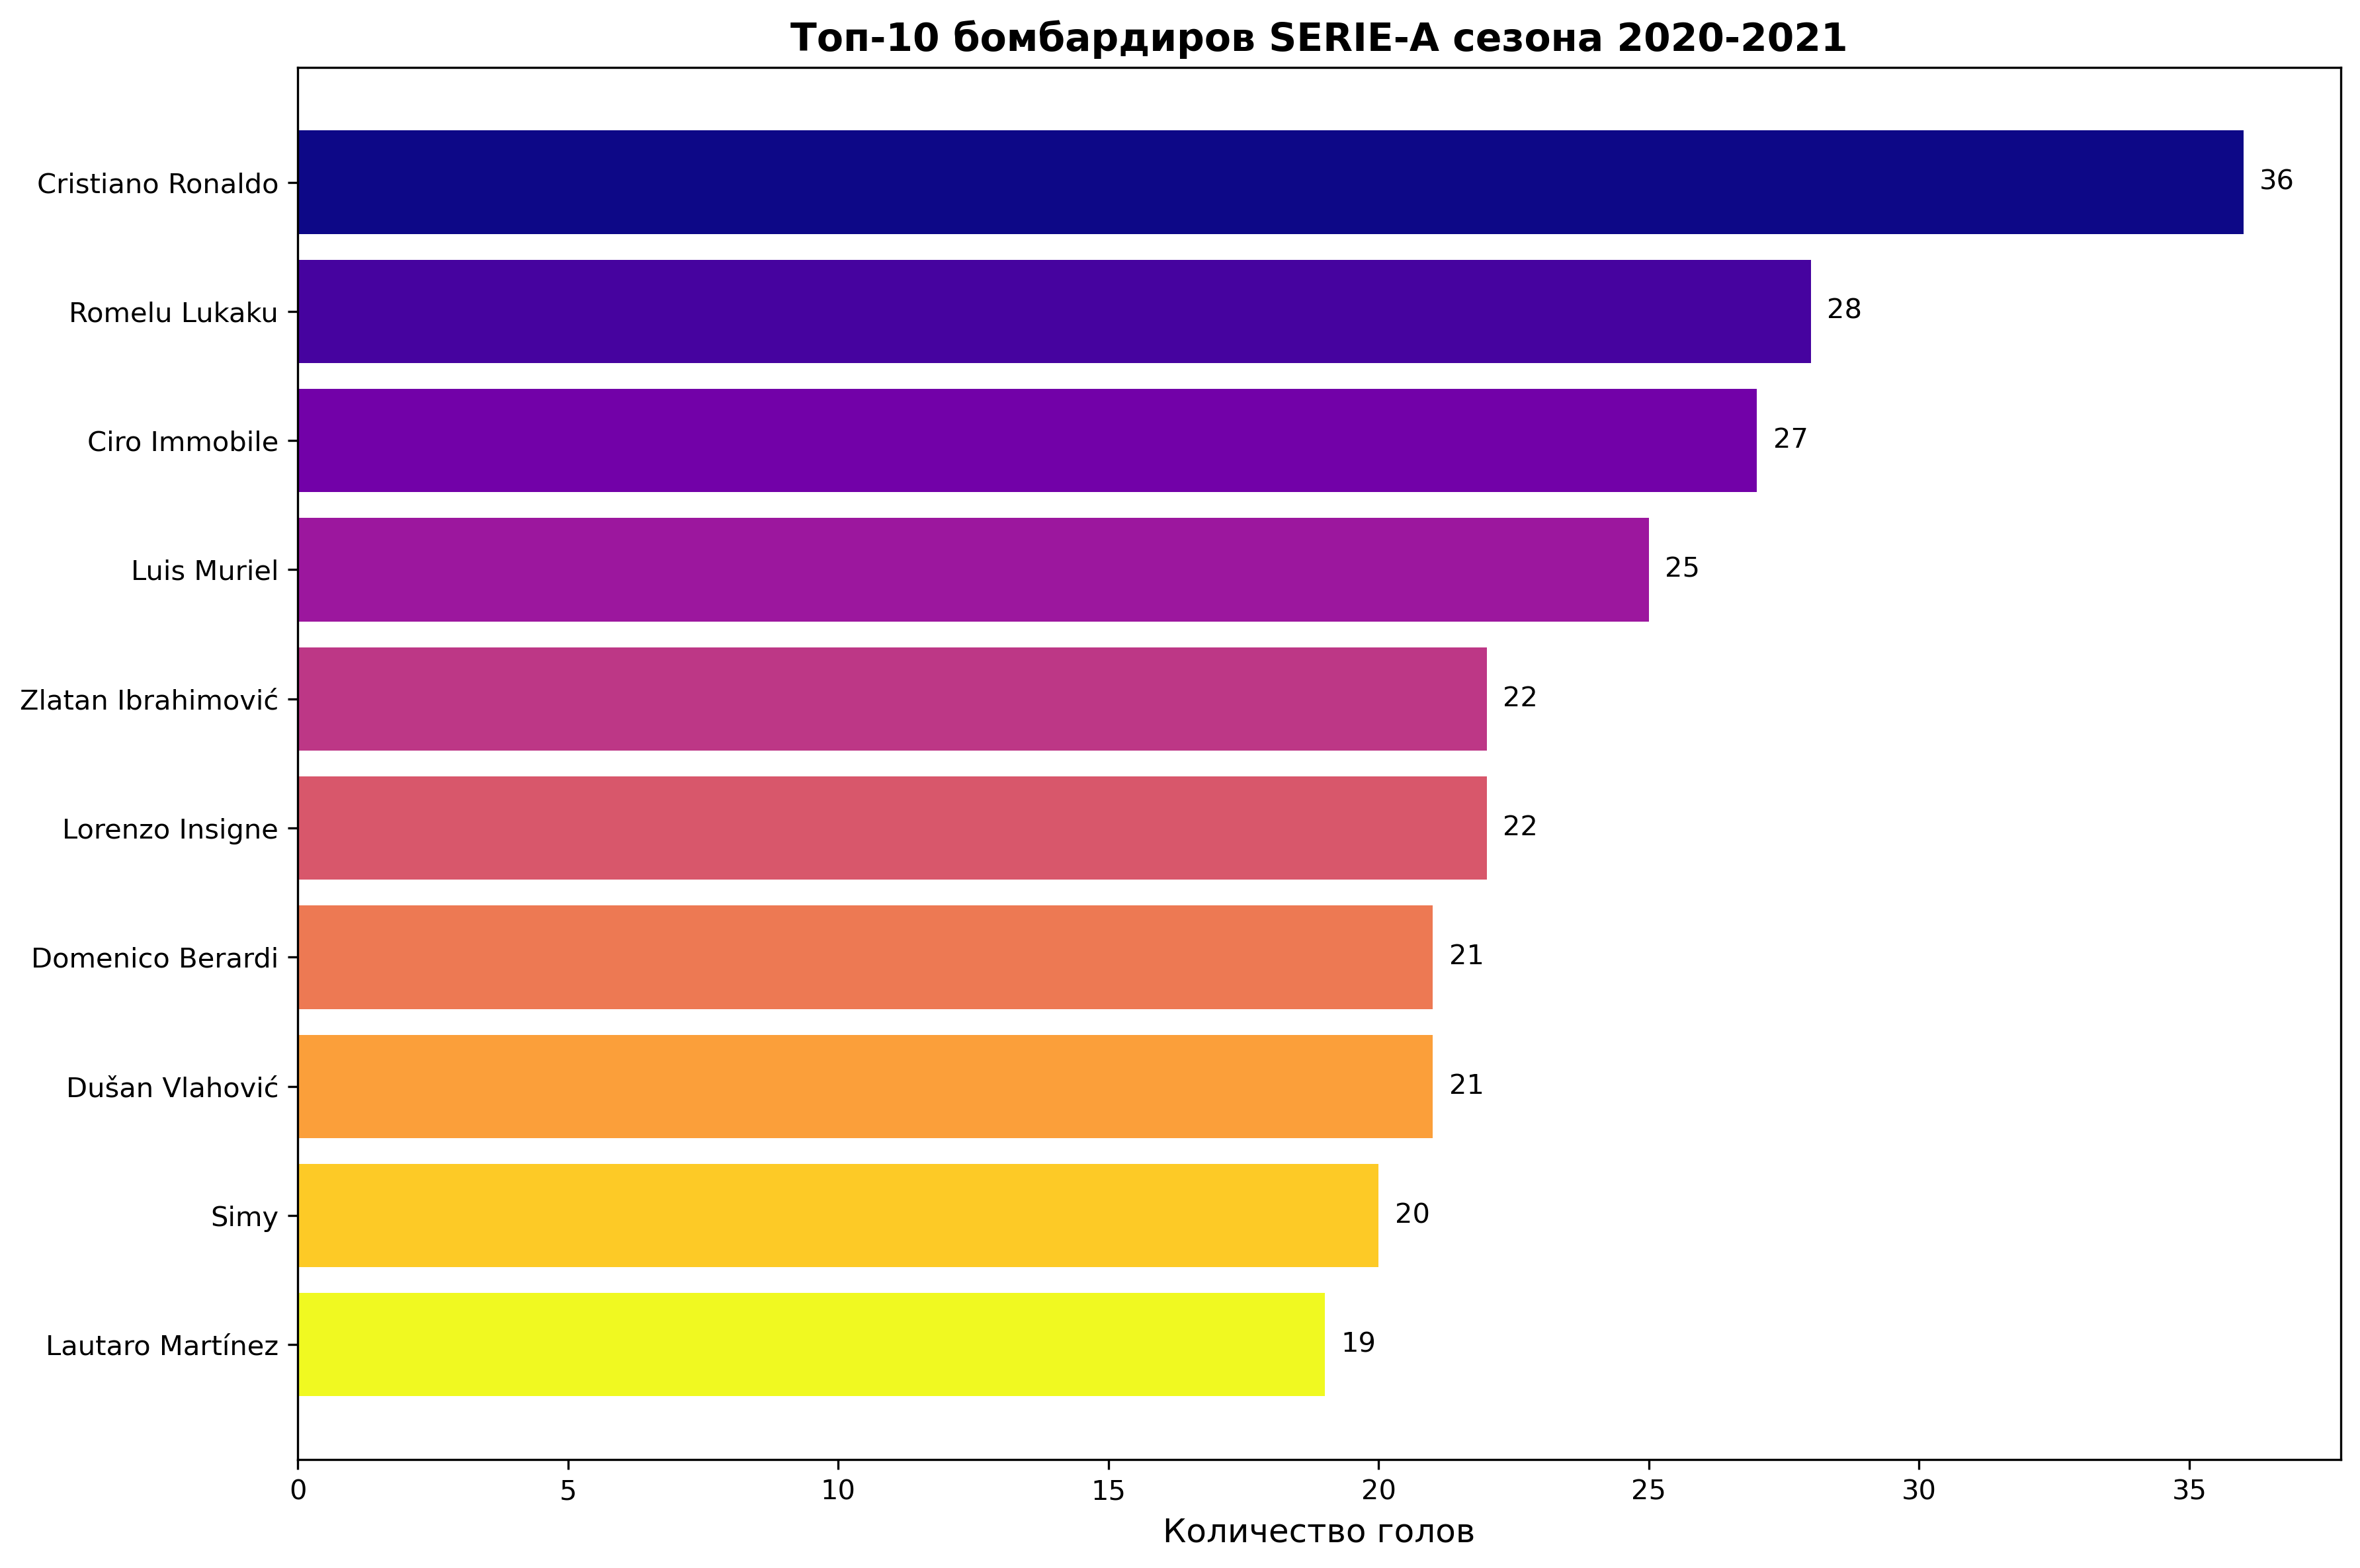 Топ-10 бомбардиров SERIE-A сезона 2020-2021
Cristiano Ronaldo 36
Romelu Lukaku 28
Ciro Immobile 27
Luis Muriel 25
Zlatan Ibrahimović 22
Lorenzo Insigne 22
Domenico Berardi 21
Dušan Vlahović 21
Simy 20
Lautaro Martínez 19
0 5 10 15 20 25 30 35
Количество голов